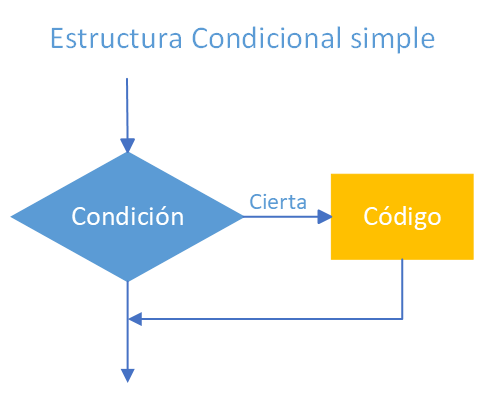 Estructura Condicional simple
Condición
Cierta
Código